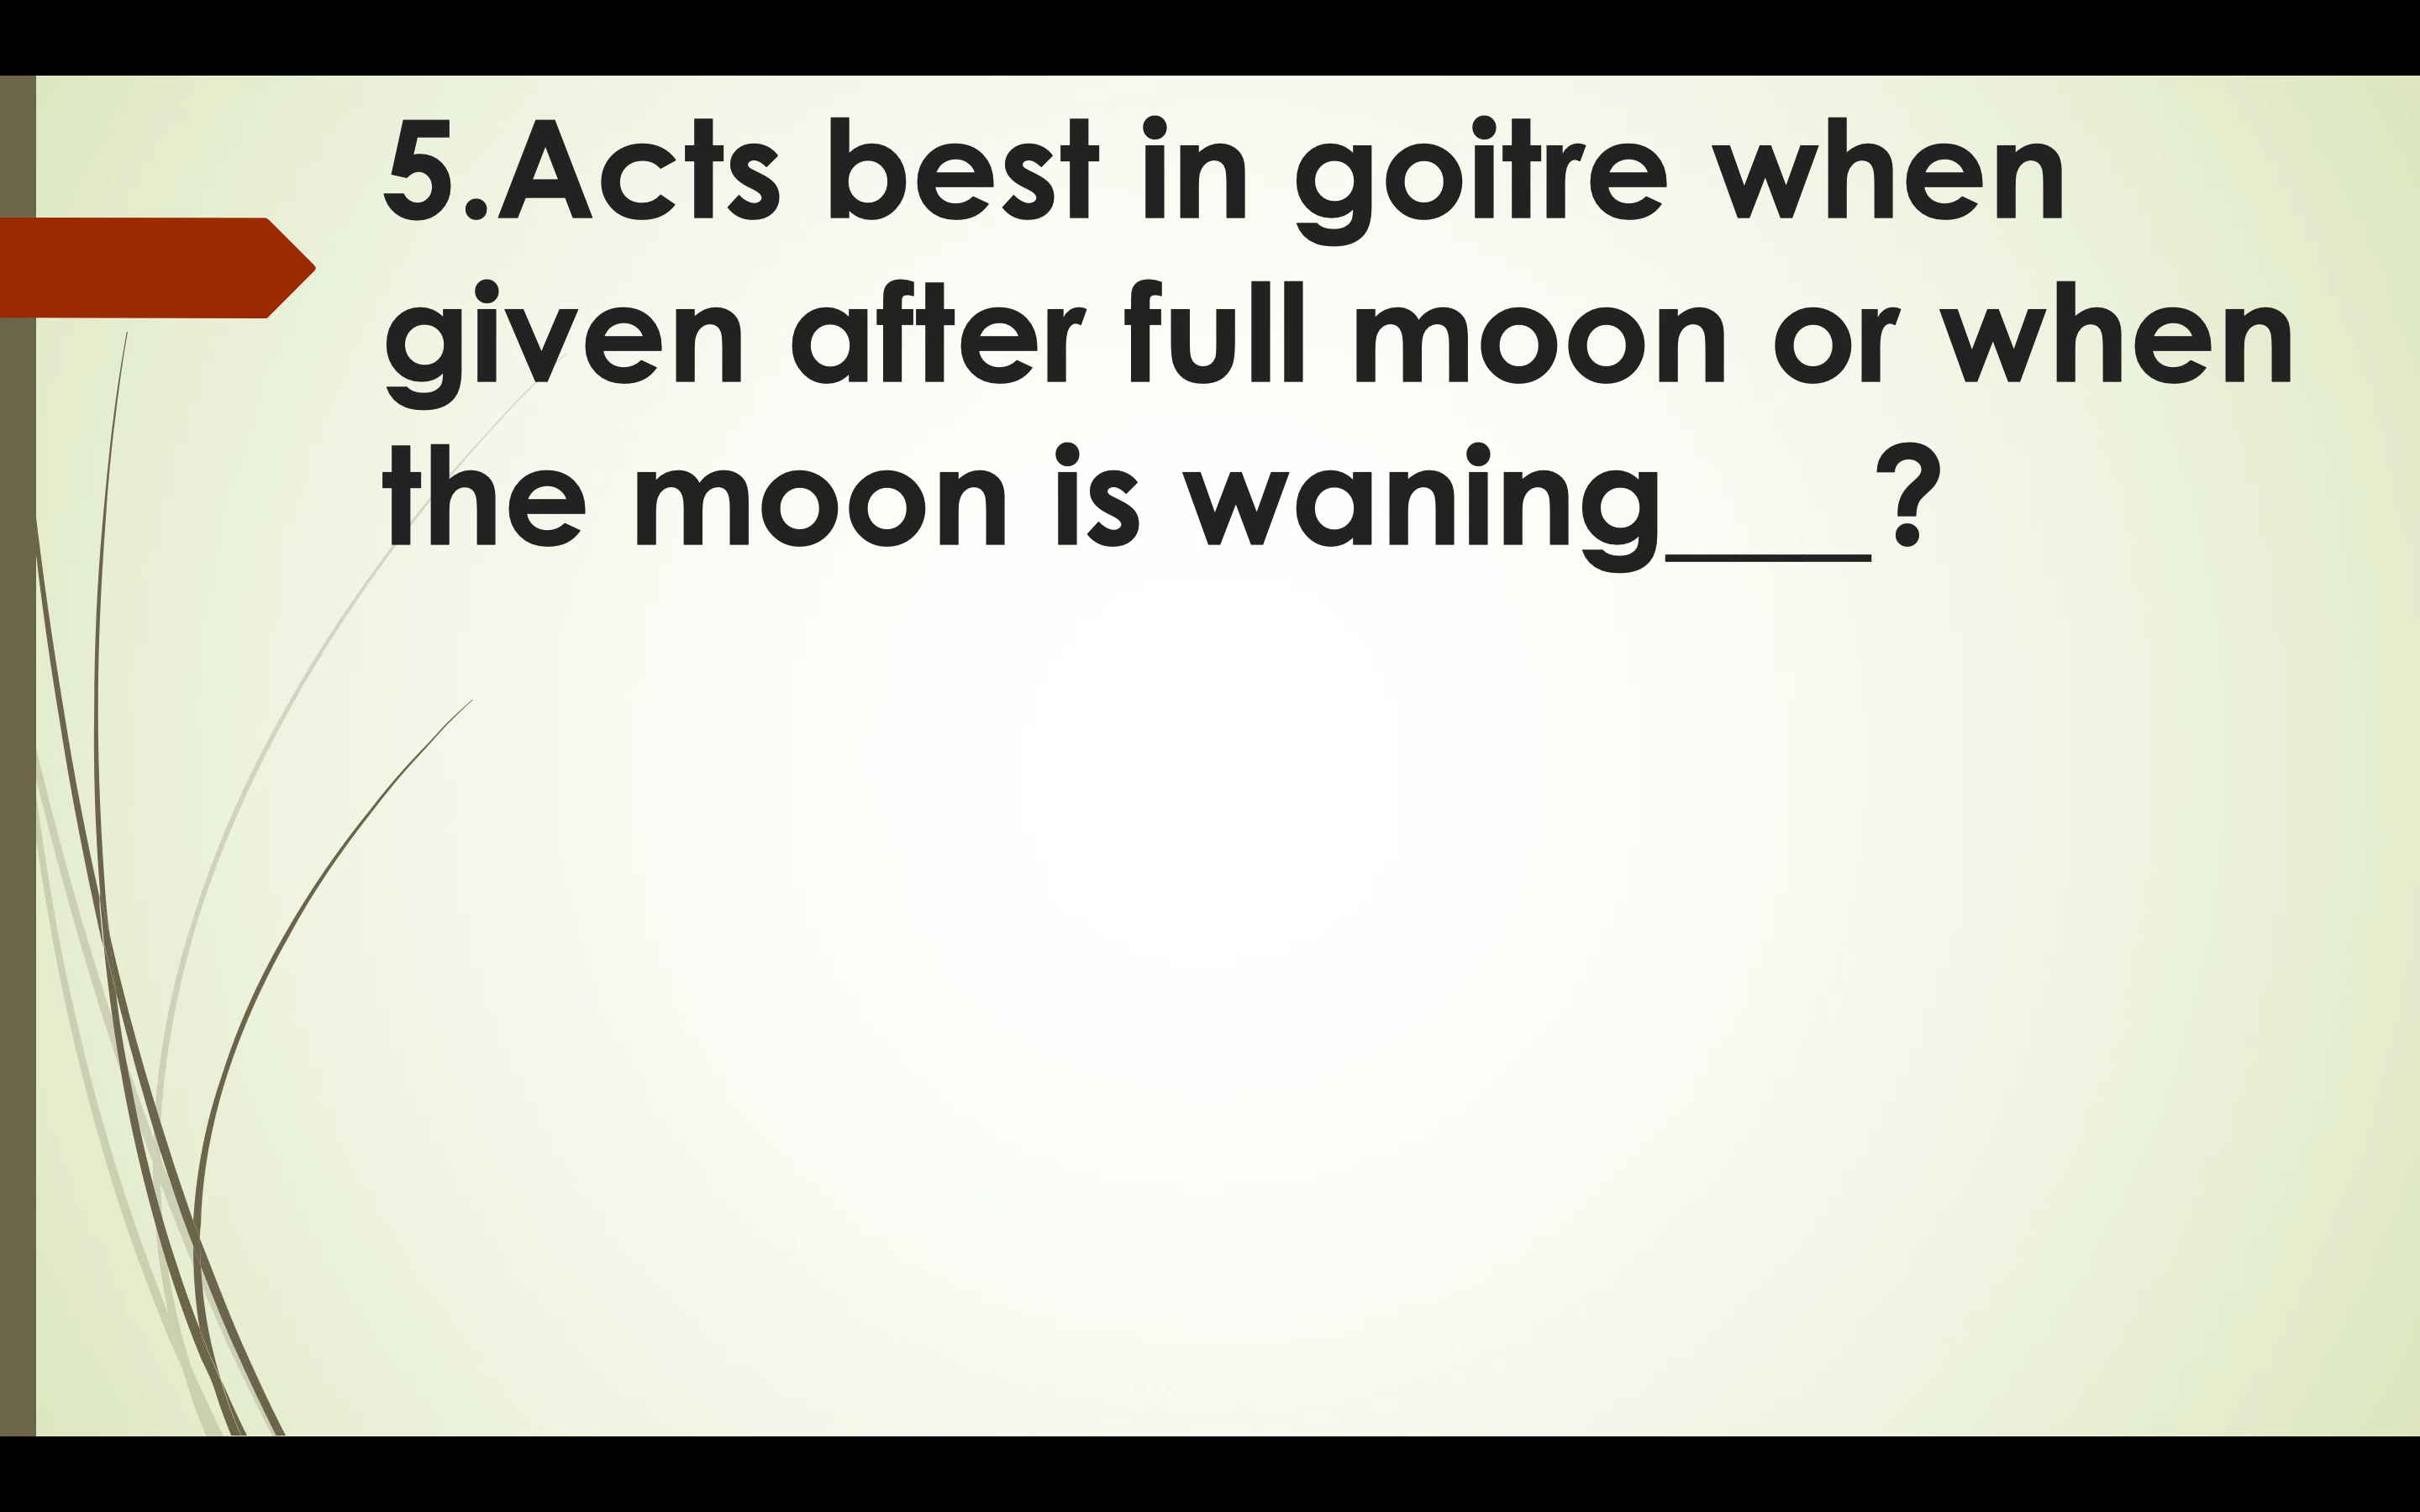 5.Acts best in goitre when
given after full moon or when
the moon is waning____?